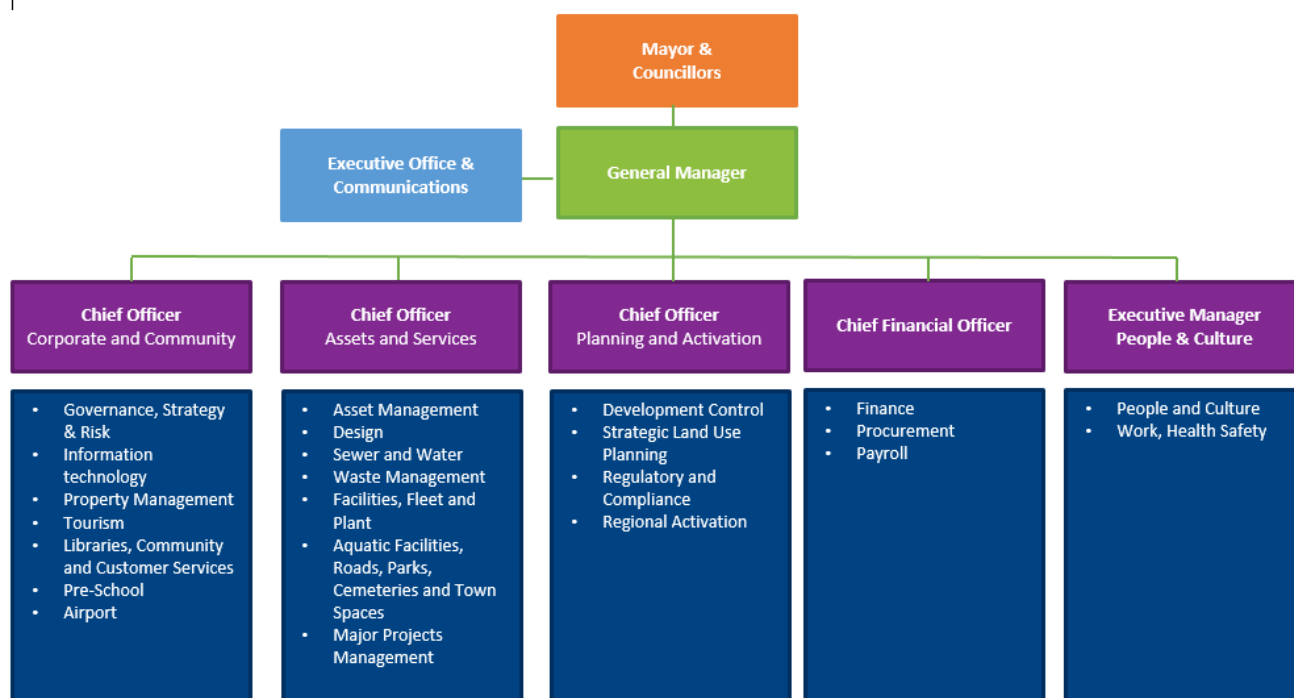 Mayor &
Councillors
Executive Office &
Communications
General Manager
Chief Officer
Corporate and Community
Chief Officer
Assets and Services
Chief Officer
Planning and Activation
Chief Financial Officer
Executive Manager
People & Culture
• Governance, Strategy
& Risk
• Information
technology
• Property Management
• Tourism
• Libraries, Community
and Customer Services
• Pre-School
• Airport
• Asset Management
• Design
• Sewer and Water
• Waste Management
• Facilities, Fleet and
Plant
• Aquatic Facilities,
Roads, Parks,
Cemeteries and Town
Spaces
• Major Projects
Management
• Development Control
• Strategic Land Use
Planning
• Regulatory and
Compliance
• Regional Activation
• Finance
• Procurement
• Payroll
• People and Culture
• Work, Health Safety